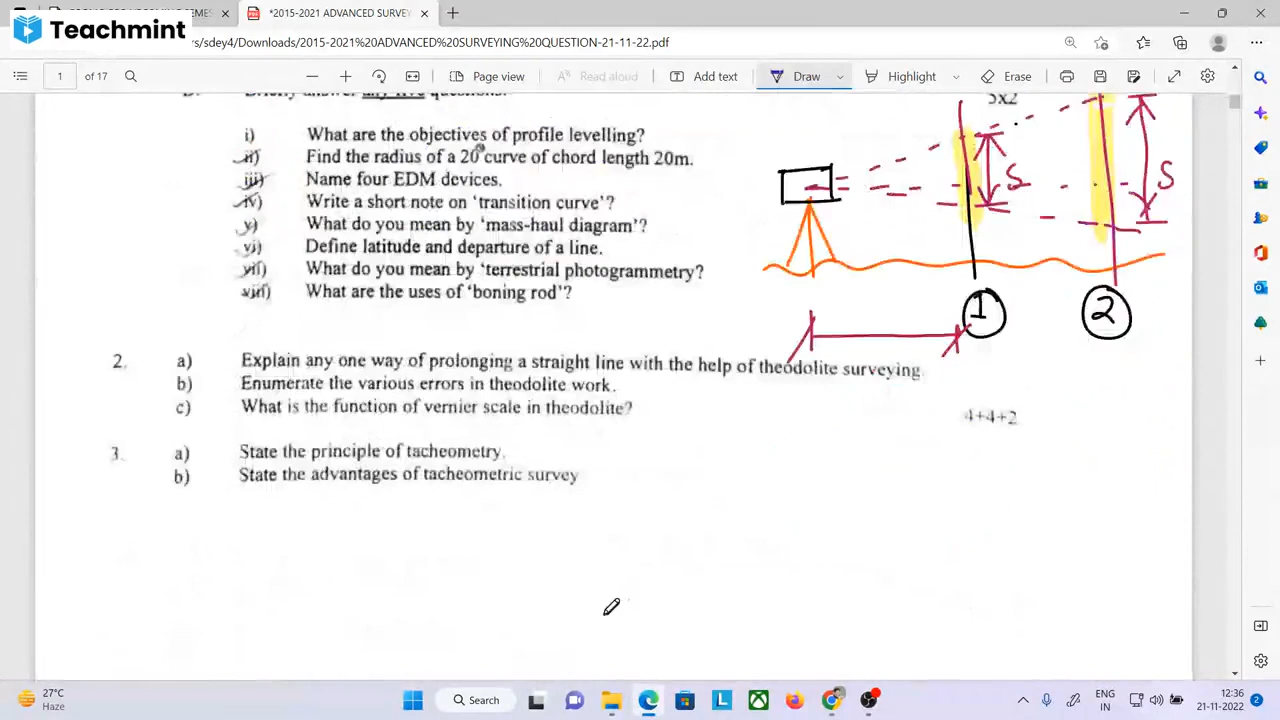 *2015-2021 ADVANCED SURVEY
Teachmint
rs/sdey4/Downloads/2015-2021%20ADVANCED%20SURVEYING%20QUESTION-21-11-22.pdf
1 of 17
Page view
Read aloud
Add text
Draw
Highlight
Erase
Briefly answer any five questions.
5x2
i) What are the objectives of profile levelling?
ii) Find the radius of a 20° curve of chord length 20m.
iii) Name four EDM devices.
iv) Write a short note on ‘transition curve’?
v) What do you mean by ‘mass-haul diagram’?
vi) Define latitude and departure of a line.
vii) What do you mean by ‘terrestrial photogrammetry?
viii) What are the uses of ‘boning rod’?
S
S
1
2
2. a) Explain any one way of prolonging a straight line with the help of theodolite surveying.
b) Enumerate the various errors in theodolite work.
c) What is the function of vernier scale in theodolite?
4+4+2
3. a) State the principle of tacheometry.
b) State the advantages of tacheometric survey
27°C
Haze
Search
ENG
IN
12:36
21-11-2022
2